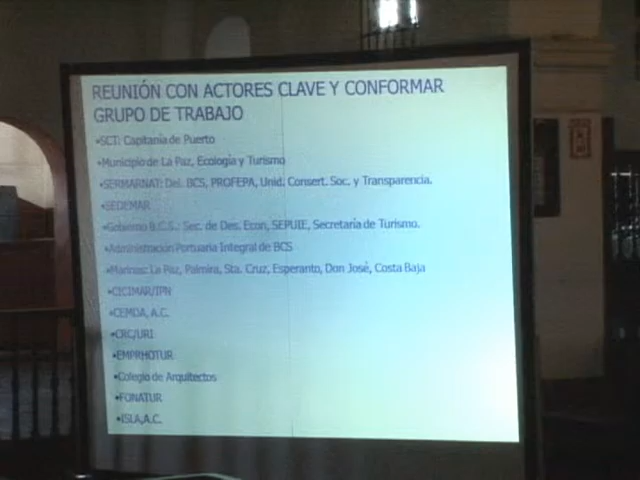 REUNIÓN CON ACTORES CLAVE Y CONFORMAR
GRUPO DE TRABAJO
•SCT: Capitanía de Puerto
•Municipio de La Paz, Ecología y Turismo
•SERMARNAT: Del. BCS, PROFEPA, Unid. Consert. Soc. y Transparencia.
•SEDEMAR
•Gobierno B.C.S.: Sec. de Des. Econ, SEPUIE, Secretaría de Turismo.
•Administración Portuaria Integral de BCS
•Marinas: La Paz, Palmira, Sta. Cruz, Esperanto, Don José, Costa Baja
•CICIMAR/IPN
•CEMDA, A.C.
•CRC/URI
•EMPRHOTUR
•Colegio de Arquitectos
•FONATUR
•ISLA,A.C.